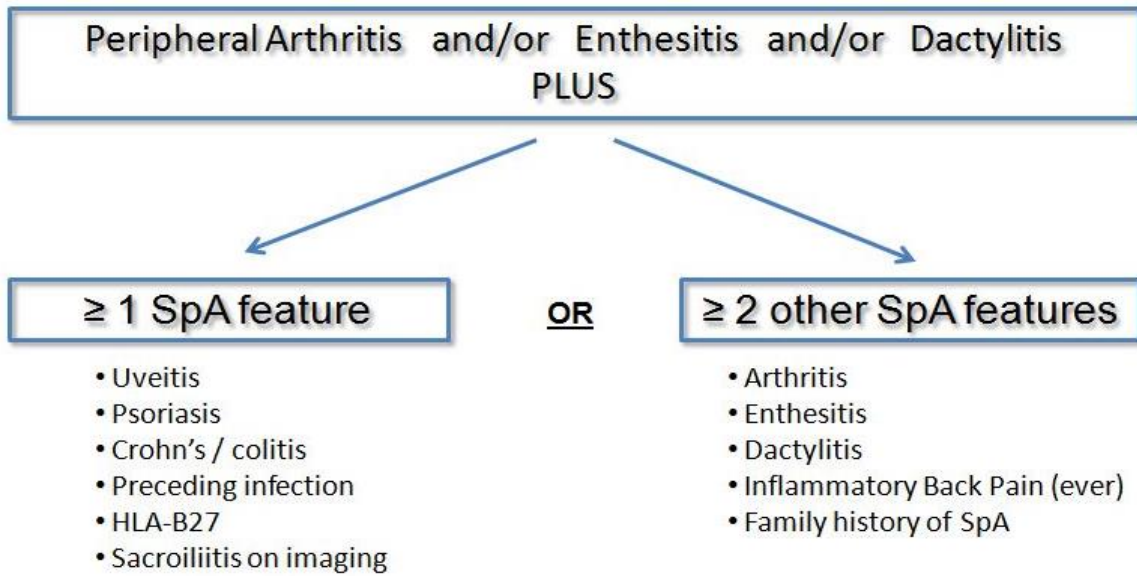 Peripheral Arthritis and/or Enthesitis and/or Dactylitis
PLUS
≥ 1 SpA feature
• Uveitis
• Psoriasis
• Crohn's / colitis
• Preceding infection
• HLA-B27
• Sacroiliitis on imaging
OR
≥ 2 other SpA features
• Arthritis
• Enthesitis
• Dactylitis
• Inflammatory Back Pain (ever)
• Family history of SpA